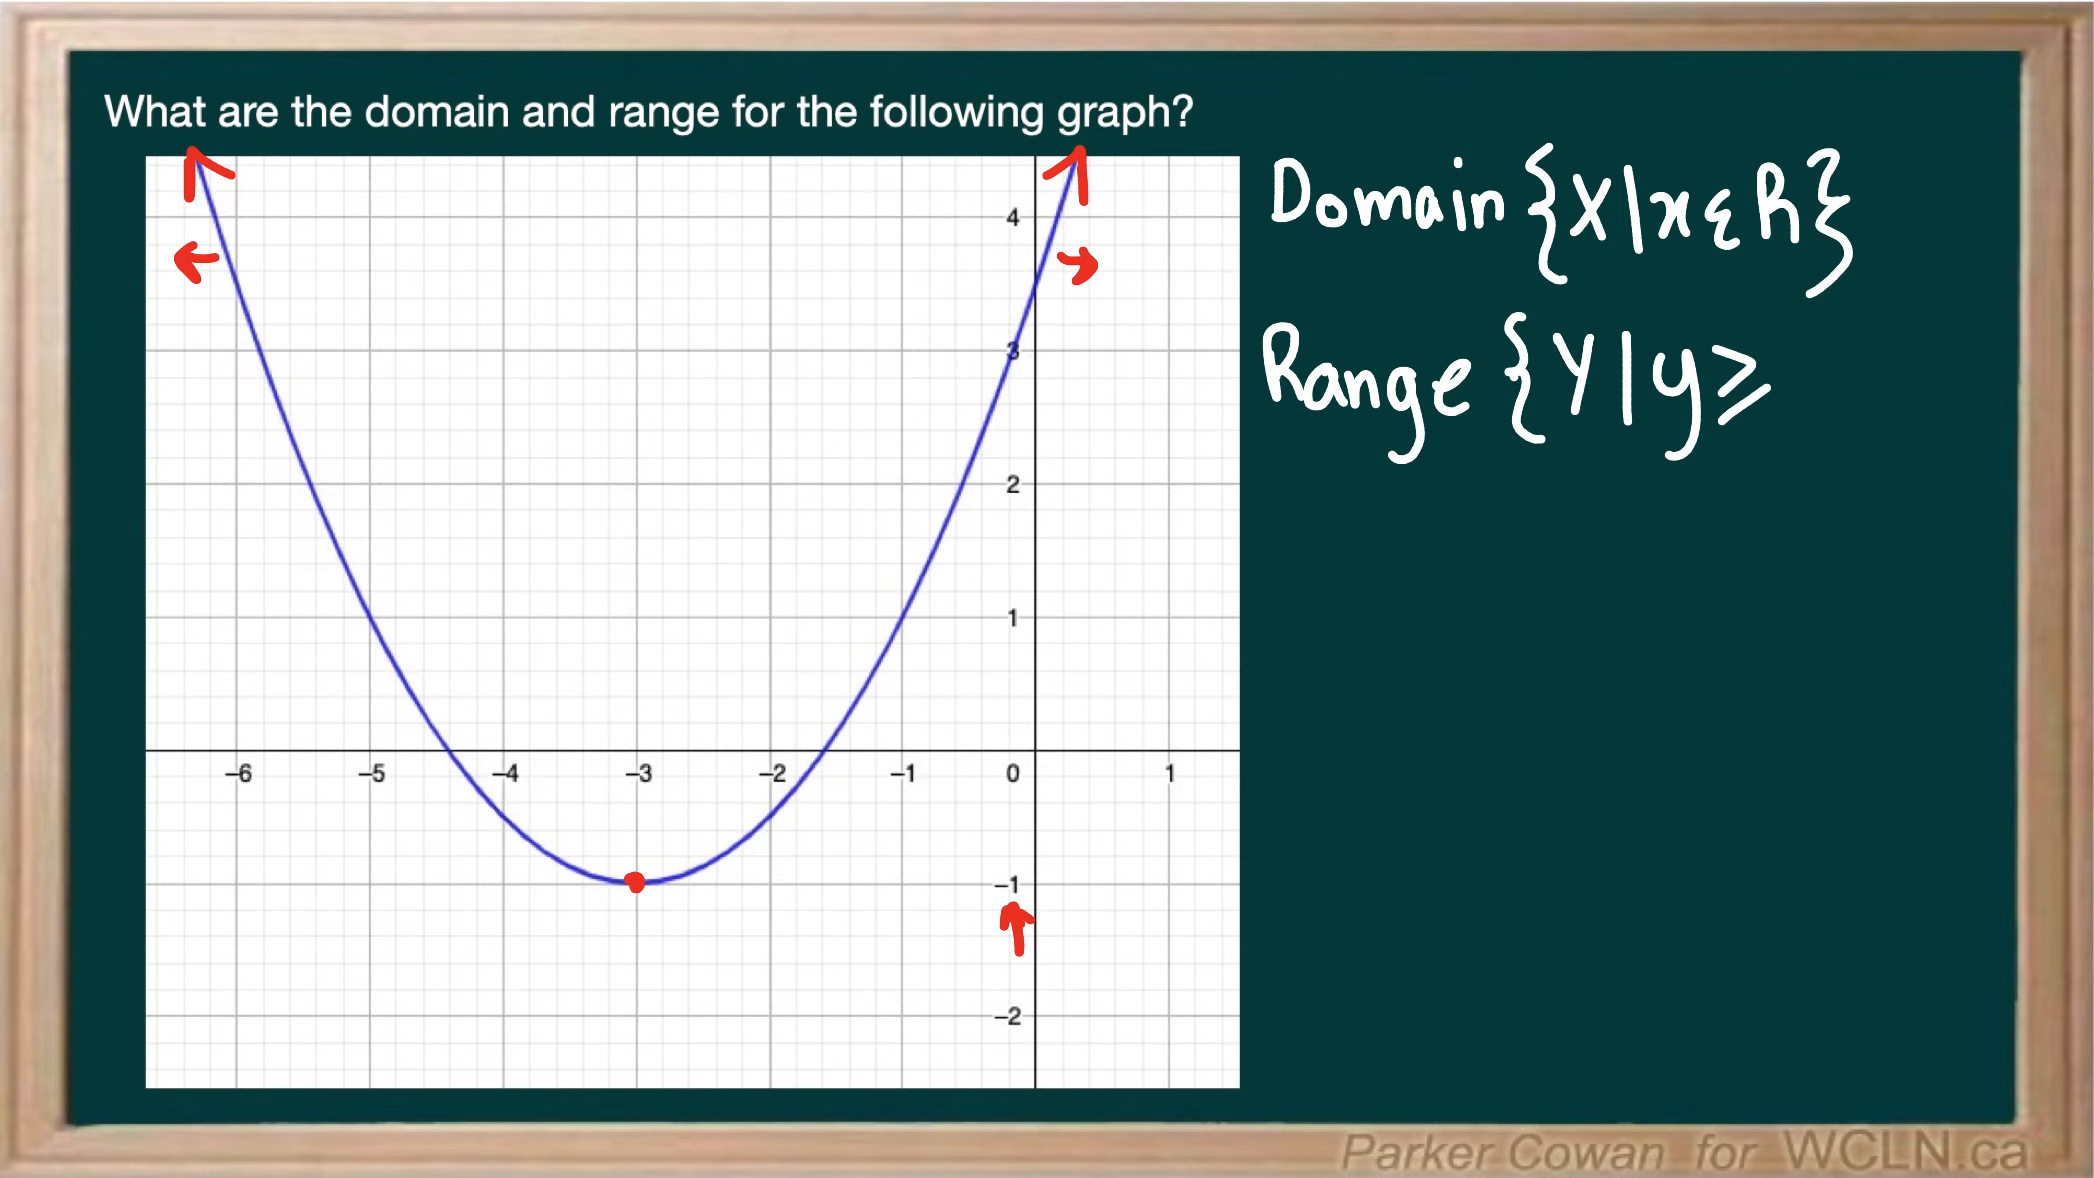 What are the domain and range for the following graph?
Domain {X|x ε R}
Range {Y|y ≥
4
3
2
1
–6 –5 –4 –3 –2 –1 0 1
–1
–2
Parker Cowan for WCLN.ca